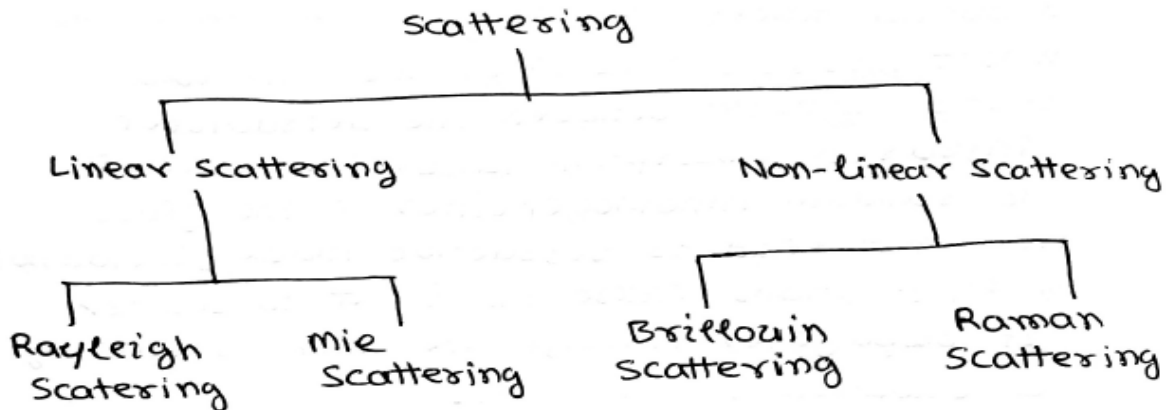 Scattering
Linear Scattering
Non-linear Scattering
Rayleigh
Scatering
Mie
Scattering
Brillouin
Scattering
Raman
Scattering